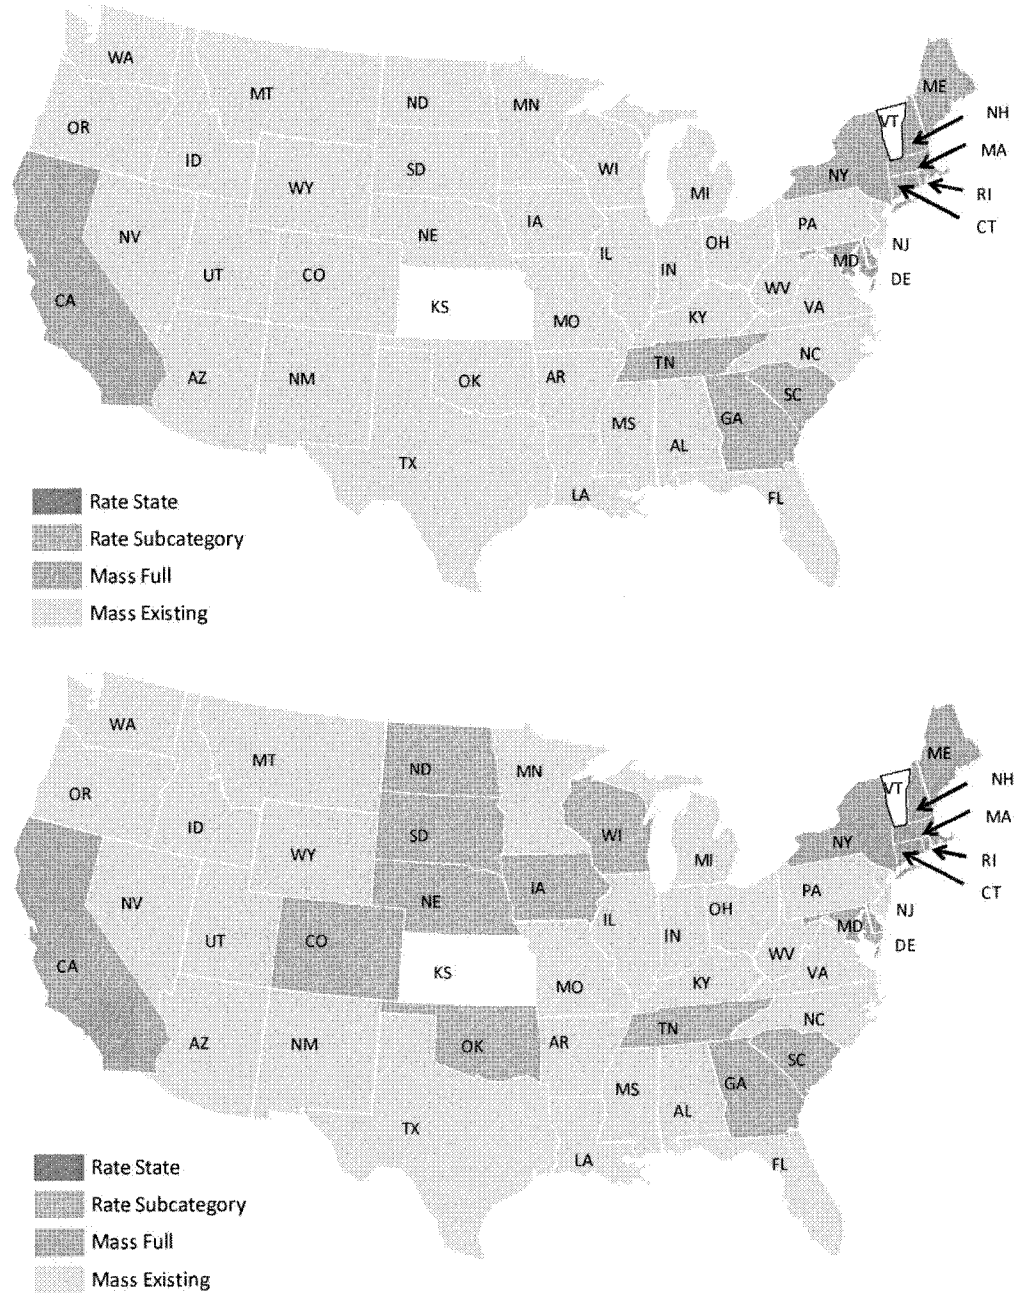 WA
MT
ND
MN
ME
OR
VT
NH
ID
SD
WI
MA
WY
NY
MI
RI
NV
NE
IA
PA
CT
OH
NJ
UT
CO
IL
IN
MD
DE
CA
KS
WV
MO
KY
VA
NC
AZ
NM
OK
AR
TN
SC
MS
GA
AL
TX
LA
FL
Rate State
Rate Subcategory
Mass Full
Mass Existing
WA
MT
ND
MN
ME
OR
VT
NH
ID
SD
WI
MA
WY
NY
MI
RI
NV
NE
IA
PA
CT
OH
NJ
UT
CO
IL
IN
MD
DE
CA
KS
WV
MO
KY
VA
NC
AZ
NM
OK
AR
TN
SC
MS
GA
AL
TX
LA
FL
Rate State
Rate Subcategory
Mass Full
Mass Existing